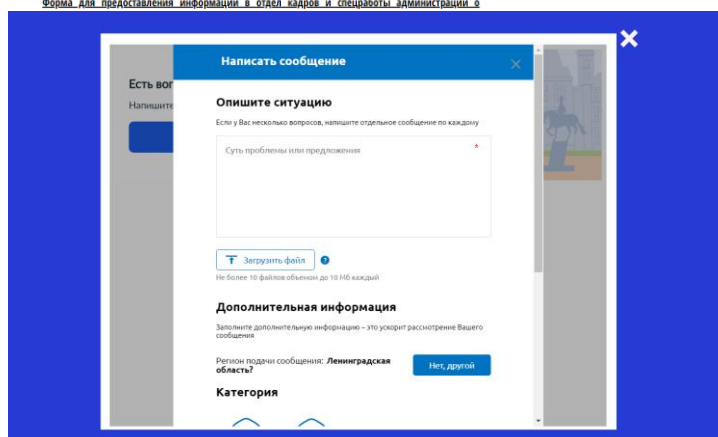 Форма для предоставления информации в отдел кадров и спецработы администрации о
Написать сообщение
Есть воп
Напишите
Опишите ситуацию
Если у Вас несколько вопросов, напишите отдельное сообщение по каждому
Суть проблемы или предложения *
Загрузить файл ?
Не более 10 файлов объемом до 10 Мб каждый
Дополнительная информация
Заполните дополнительную информацию – это ускорит рассмотрение Вашего
сообщения
Регион подачи сообщения: Ленинградская
область?
Нет, другой
Категория